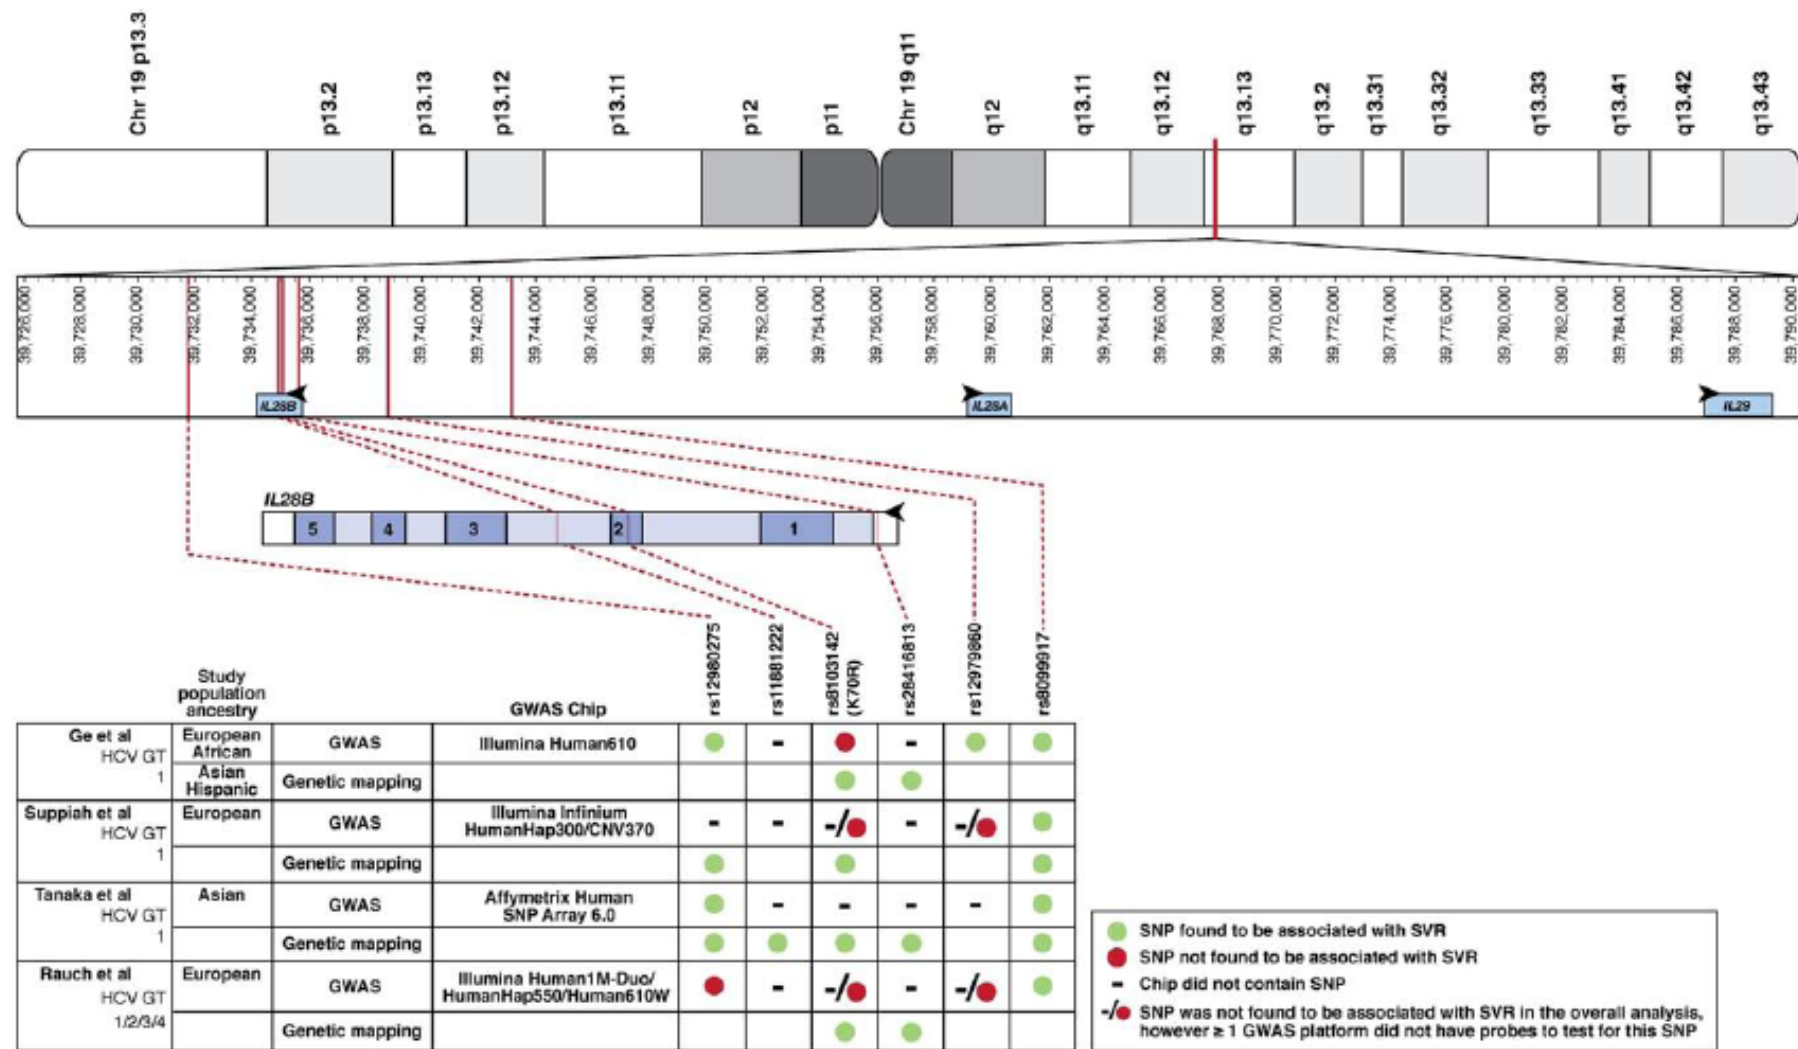 Chr 19 p13.3
p13.2
p13.13
p13.12
p13.11
p12
p11
Chr 19 q11
q12
q13.11
q13.12
q13.13
q13.2
q13.31
q13.32
q13.33
q13.41
q13.42
q13.43
39,726,000
39,728,000
39,730,000
39,732,000
39,734,000
39,736,000
39,738,000
39,740,000
39,742,000
39,744,000
39,746,000
39,748,000
39,750,000
39,752,000
39,754,000
39,756,000
39,758,000
39,760,000
39,762,000
39,764,000
39,766,000
39,768,000
39,770,000
39,772,000
39,774,000
39,776,000
39,780,000
39,782,000
39,784,000
39,786,000
39,788,000
39,790,000
IL28B
IL28A
IL29
IL28B
5 4 3 2 1
rs12980275
rs11881222
rs8103142
(K70R)
rs28416813
rs12979860
rs8099917
Study
population
ancestry
GWAS Chip
Ge et al
HCV GT
1
European
African
GWAS
Illumina Human610
- -
Asian
Hispanic
Genetic mapping
Suppiah et al
HCV GT
1
European
GWAS
Illumina Infinium
HumanHap300/CNV370
- - -/ - -/
Genetic mapping
Tanaka et al
HCV GT
1
Asian
GWAS
Affymetrix Human
SNP Array 6.0
- - - -
Genetic mapping
Rauch et al
HCV GT
1/2/3/4
European
GWAS
Illumina Human1M-Duo/
HumanHap550/Human610W
- -/ - -/
Genetic mapping
SNP found to be associated with SVR
SNP not found to be associated with SVR
- Chip did not contain SNP
-/ SNP was not found to be associated with SVR in the overall analysis,
however ≥ 1 GWAS platform did not have probes to test for this SNP